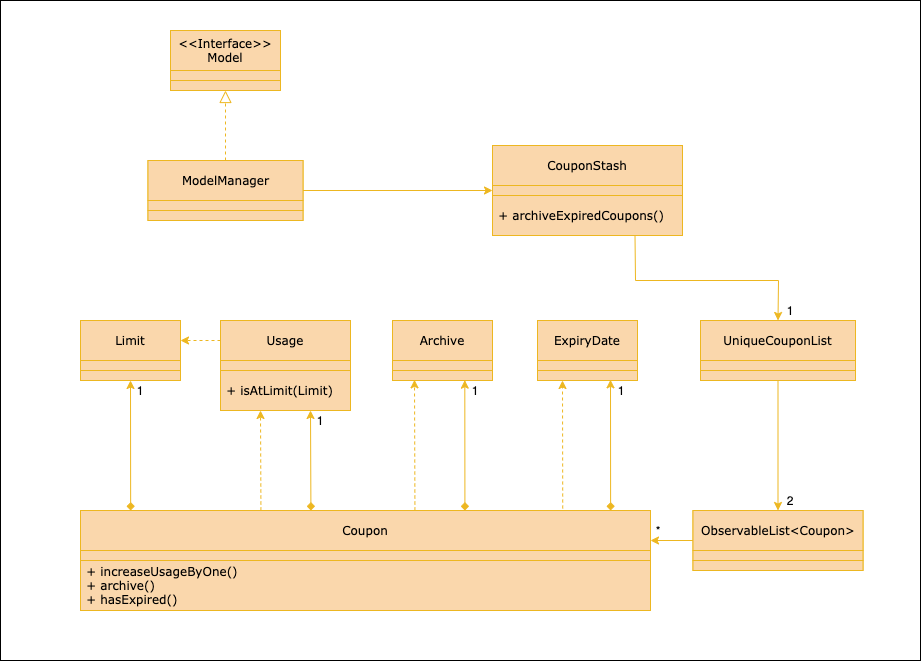 <<Interface>>
Model
ModelManager
CouponStash
+ archiveExpiredCoupons()
1
Limit
Usage
Archive
ExpiryDate
UniqueCouponList
+ isAtLimit(Limit)
1
1
1
1
2
Coupon
*
ObservableList<Coupon>
+ increaseUsageByOne()
+ archive()
+ hasExpired()